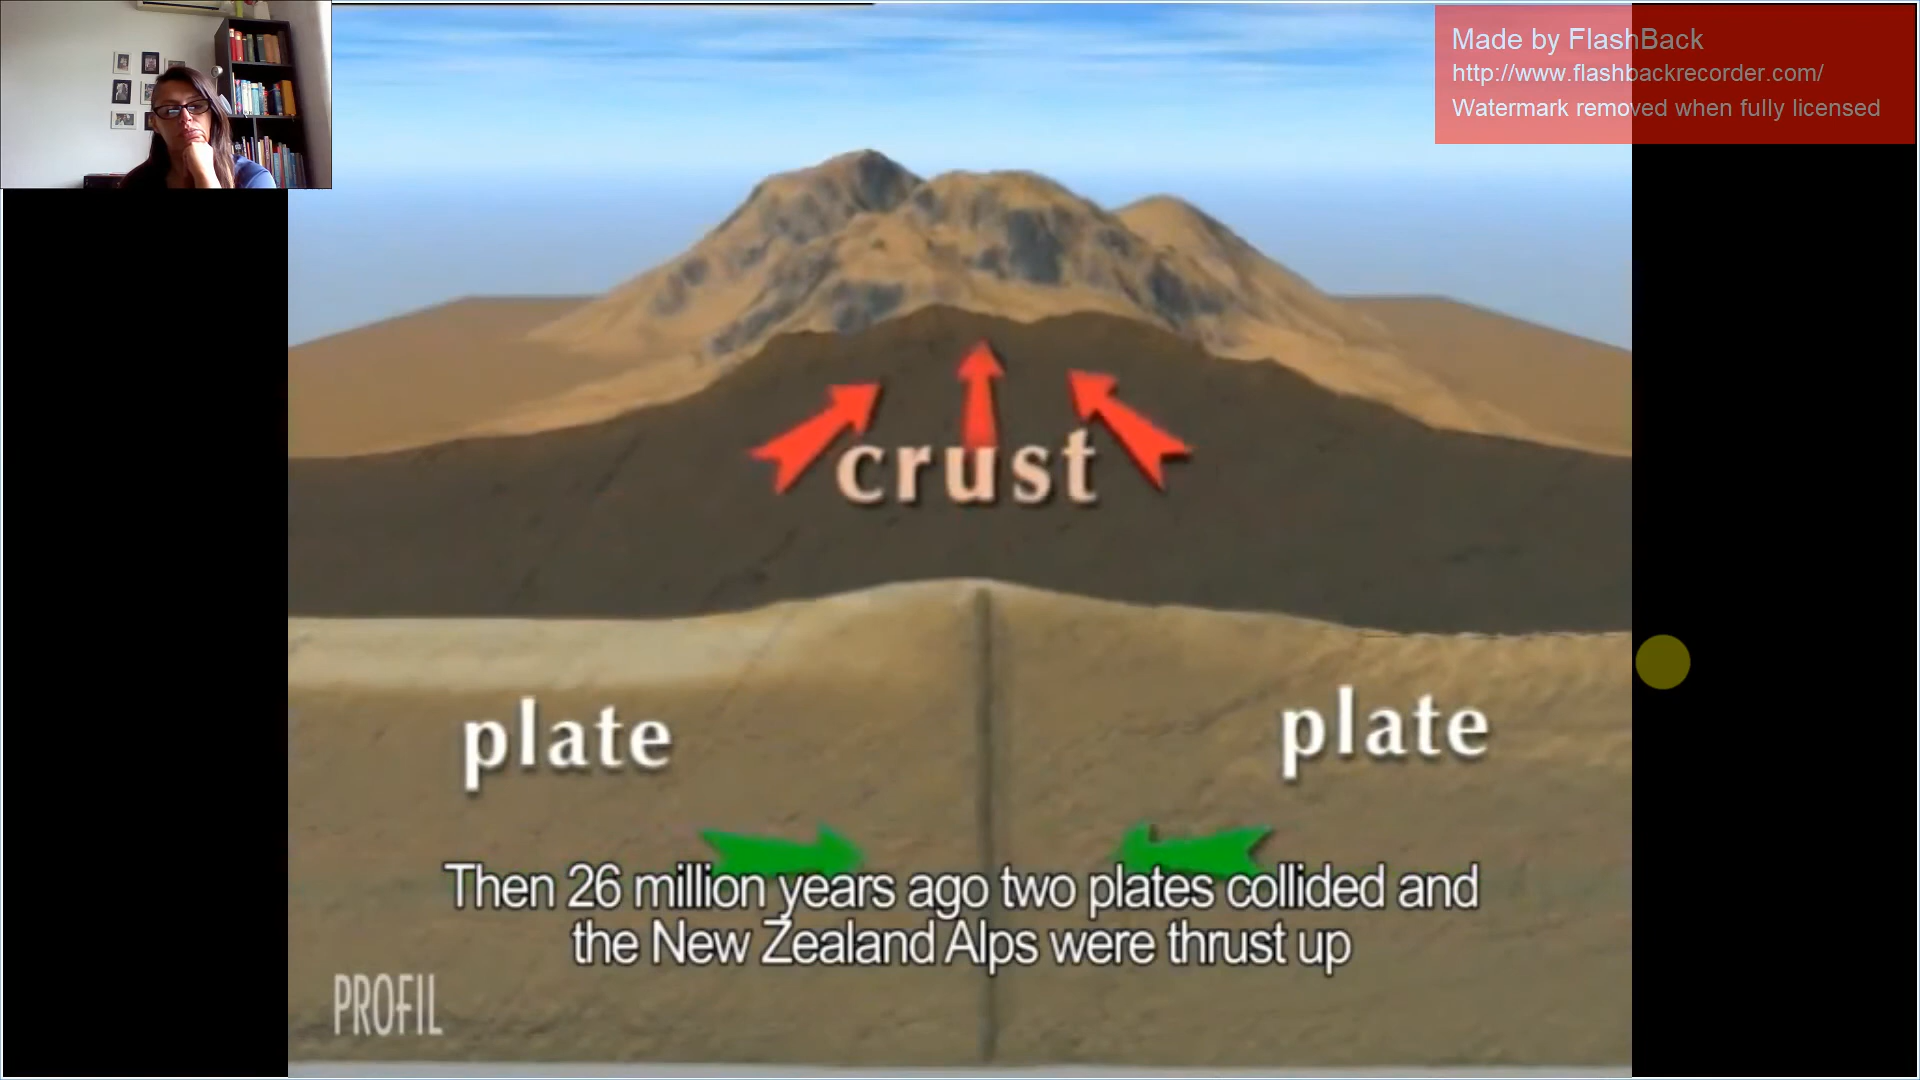 Made by FlashBack
http://www.flashbackrecorder.com/
Watermark removed when fully licensed
crust
plate
plate
Then 26 million years ago two plates collided and
the New Zealand Alps were thrust up
PROFIL